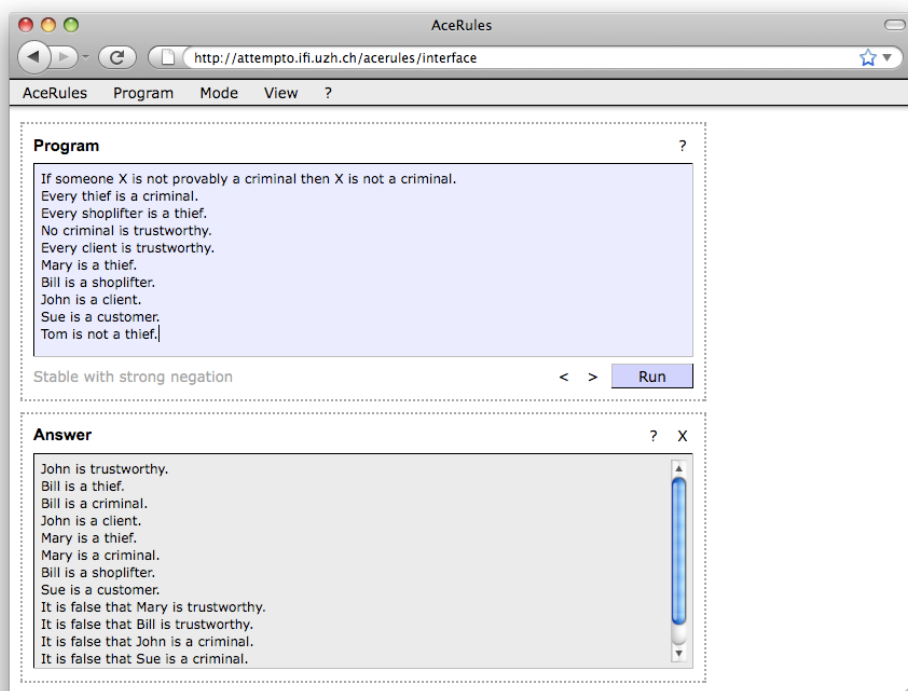 AceRules
http://attempto.ifi.uzh.ch/acerules/interface
AceRules Program Mode View ?
Program ?
If someone X is not provably a criminal then X is not a criminal.
Every thief is a criminal.
Every shoplifter is a thief.
No criminal is trustworthy.
Every client is trustworthy.
Mary is a thief.
Bill is a shoplifter.
John is a client.
Sue is a customer.
Tom is not a thief.
Stable with strong negation < > Run
Answer ? X
John is trustworthy.
Bill is a thief.
Bill is a criminal.
John is a client.
Mary is a thief.
Mary is a criminal.
Bill is a shoplifter.
Sue is a customer.
It is false that Mary is trustworthy.
It is false that Bill is trustworthy.
It is false that John is a criminal.
It is false that Sue is a criminal.